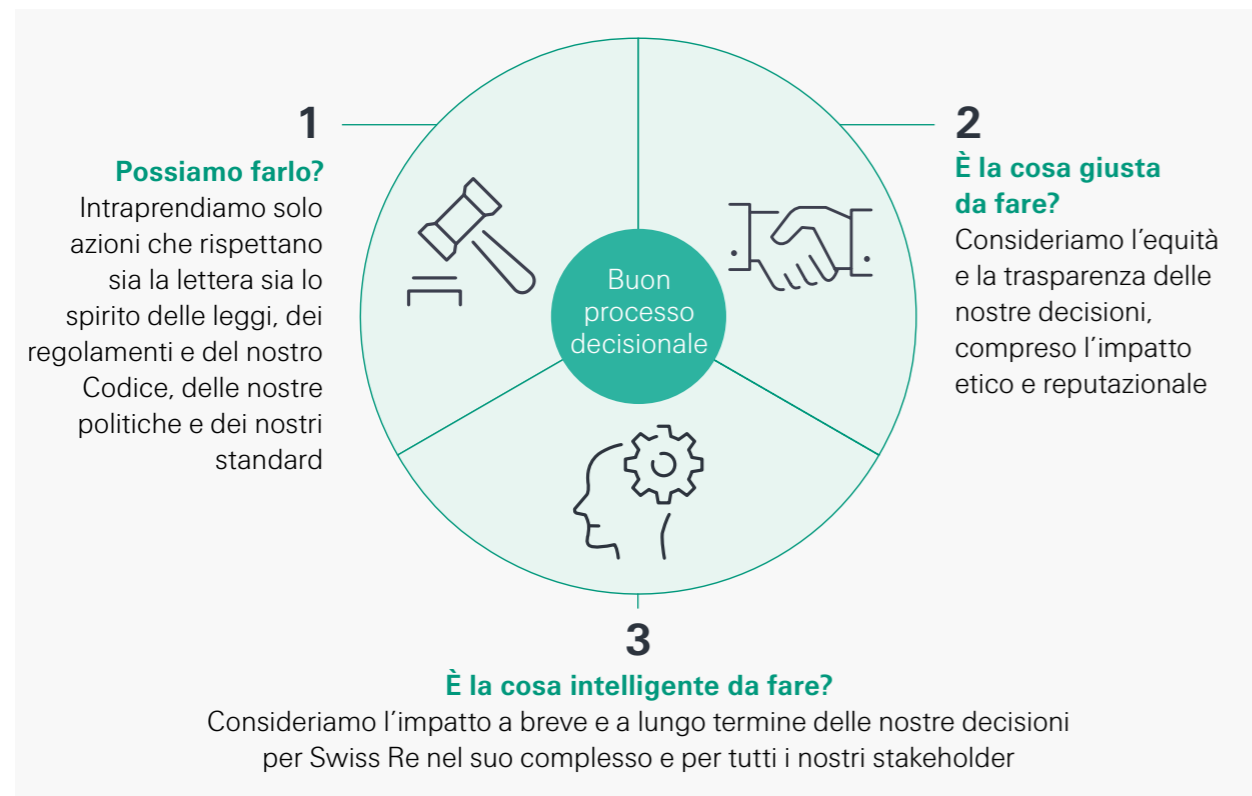 1
Possiamo farlo?
Intraprendiamo solo
azioni che rispettano
sia la lettera sia lo
spirito delle leggi, dei
regolamenti e del nostro
Codice, delle nostre
politiche e dei nostri
standard
2
È la cosa giusta
da fare?
Consideriamo l’equità
e la trasparenza delle
nostre decisioni,
compreso l’impatto
etico e reputazionale
Buon
processo
decisionale
3
È la cosa intelligente da fare?
Consideriamo l’impatto a breve e a lungo termine delle nostre decisioni
per Swiss Re nel suo complesso e per tutti i nostri stakeholder